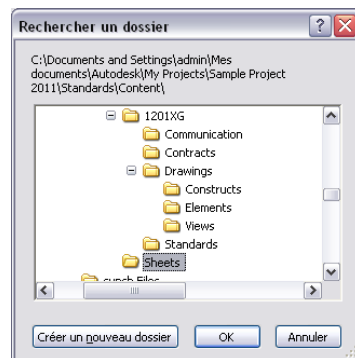 Rechercher un dossier
C:\Documents and Settings\admin\Mes
documents\Autodesk\My Projects\Sample Project
2011\Standards\Content\
1201XG
Communication
Contracts
Drawings
Constructs
Elements
Views
Standards
Sheets
Files
Créer un nouveau dossier
OK
Annuler